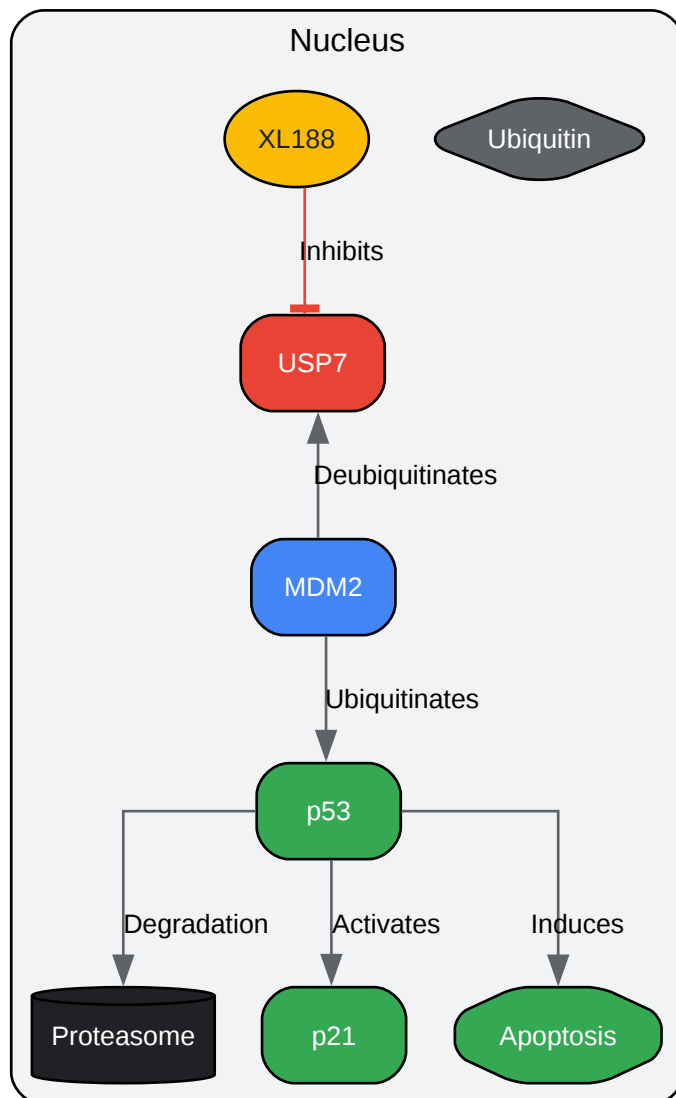 Nucleus
XL188
Ubiquitin
Inhibits
USP7
Deubiquitinates
MDM2
Ubiquitinates
p53
Degradation
Activates
Induces
Proteasome
p21
Apoptosis